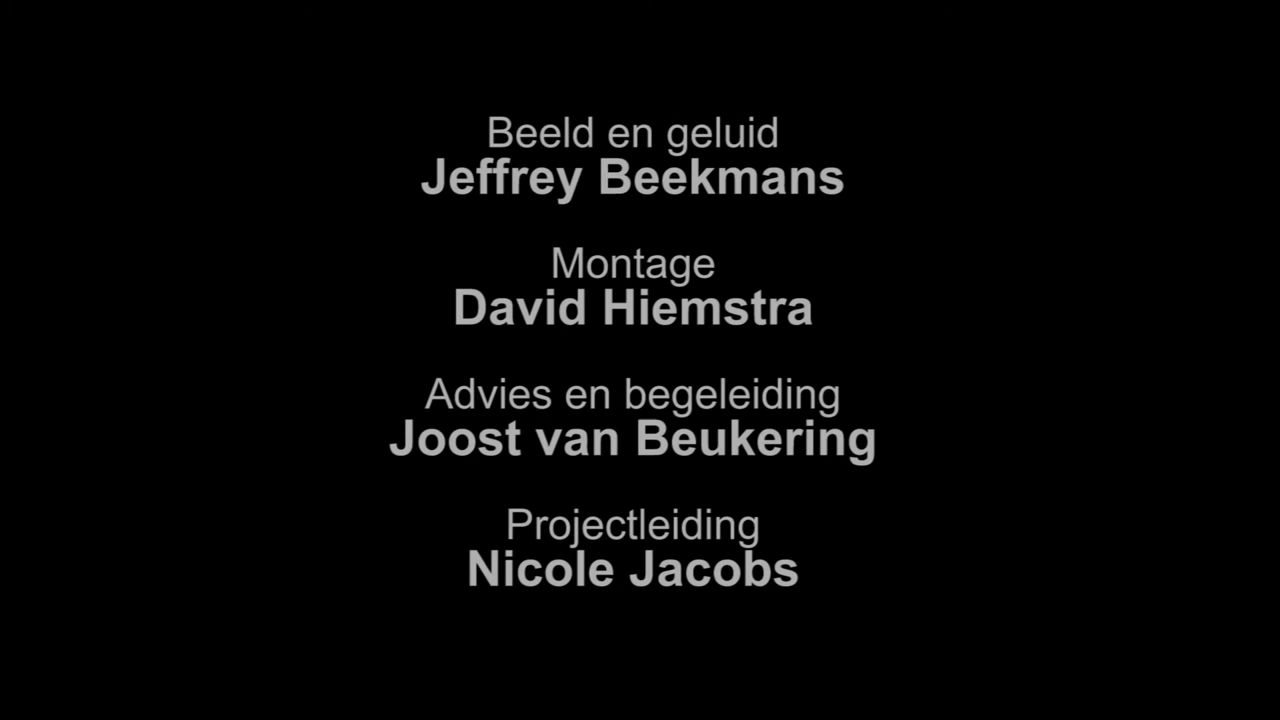 Beeld en geluid
Jeffrey Beekmans
Montage
David Hiemstra
Advies en begeleiding
Joost van Beukering
Projectleiding
Nicole Jacobs